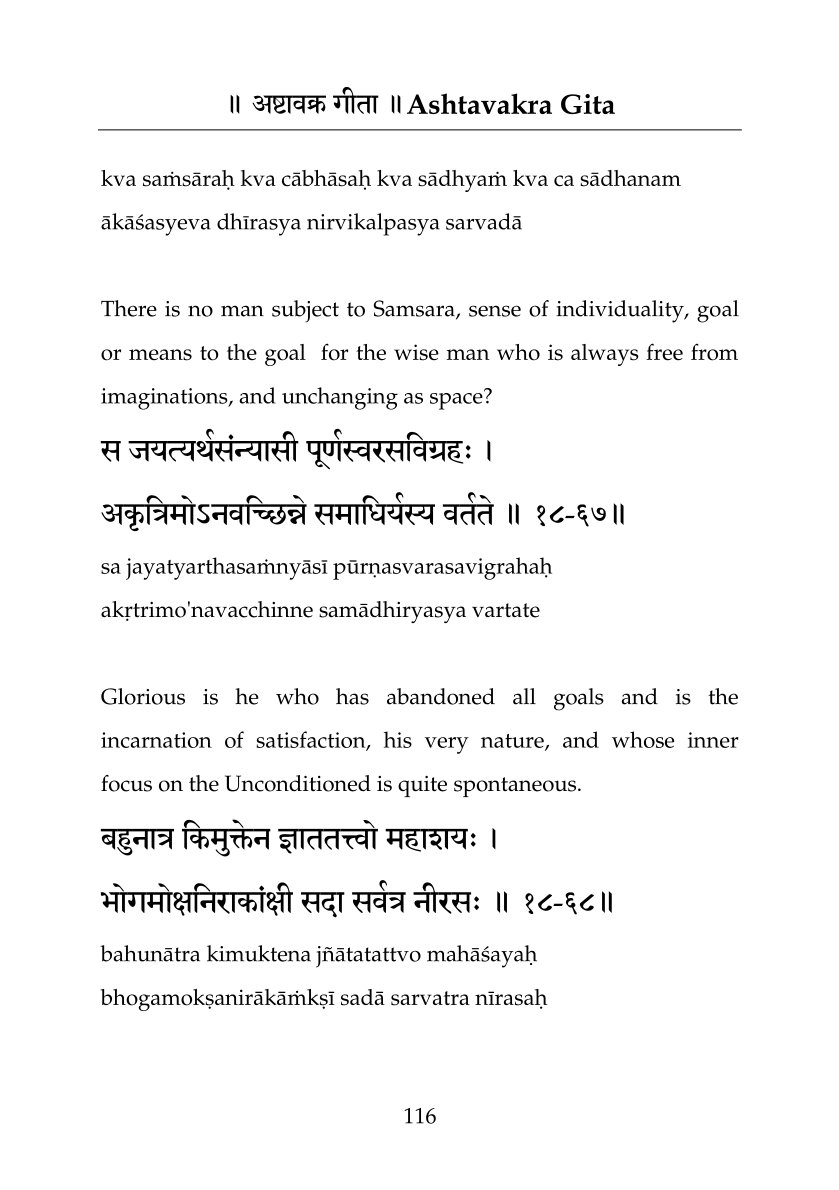 ॥ अष्टावक्र गीता ॥ Ashtavakra Gita
kva saṁsāraḥ kva cābhāsaḥ kva sādhyaṁ kva ca sādhanam
ākāśasyeva dhīrasya nirvikalpasya sarvadā
There is no man subject to Samsara, sense of individuality, goal
or means to the goal for the wise man who is always free from
imaginations, and unchanging as space?
स जयत्यर्थसंन्यासी पूर्णस्वरसविग्रहः ।
अकृत्रिमोऽनवच्छिन्ने समाधिर्यस्य वर्तते ॥ १८-६७॥
sa jayatyarthasaṁnyāsī pūrṇasvarasavigrahaḥ
akṛtrimo'navacchinne samādhiryasya vartate
Glorious is he who has abandoned all goals and is the
incarnation of satisfaction, his very nature, and whose inner
focus on the Unconditioned is quite spontaneous.
बहुनात्र किमुक्तेन ज्ञाततत्त्वो महाशयः ।
भोगमोक्षनिराकांक्षी सदा सर्वत्र नीरसः ॥ १८-६८॥
bahunātra kimuktena jñātatattvo mahāśayaḥ
bhogamokṣanirākāṁkṣī sadā sarvatra nīrasaḥ
116